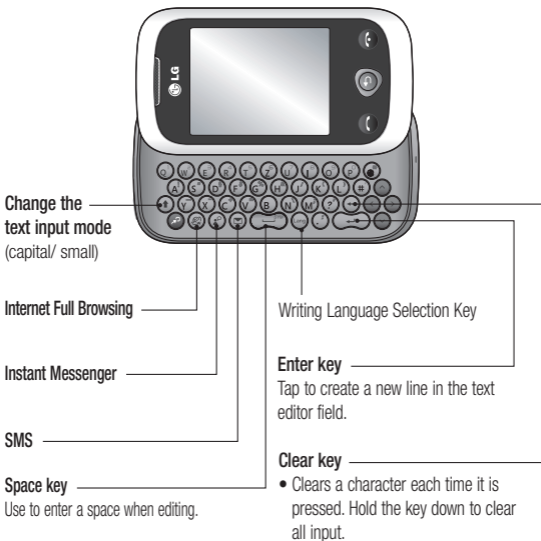 LG
Q W E R T Z U I O P
A S D F G H J K L #
Y X C V B N M ?
Lang
Change the
text input mode
(capital/ small)
Internet Full Browsing
Instant Messenger
SMS
Space key
Use to enter a space when editing.
Writing Language Selection Key
Enter key
Tap to create a new line in the text
editor field.
Clear key
• Clears a character each time it is
pressed. Hold the key down to clear
all input.